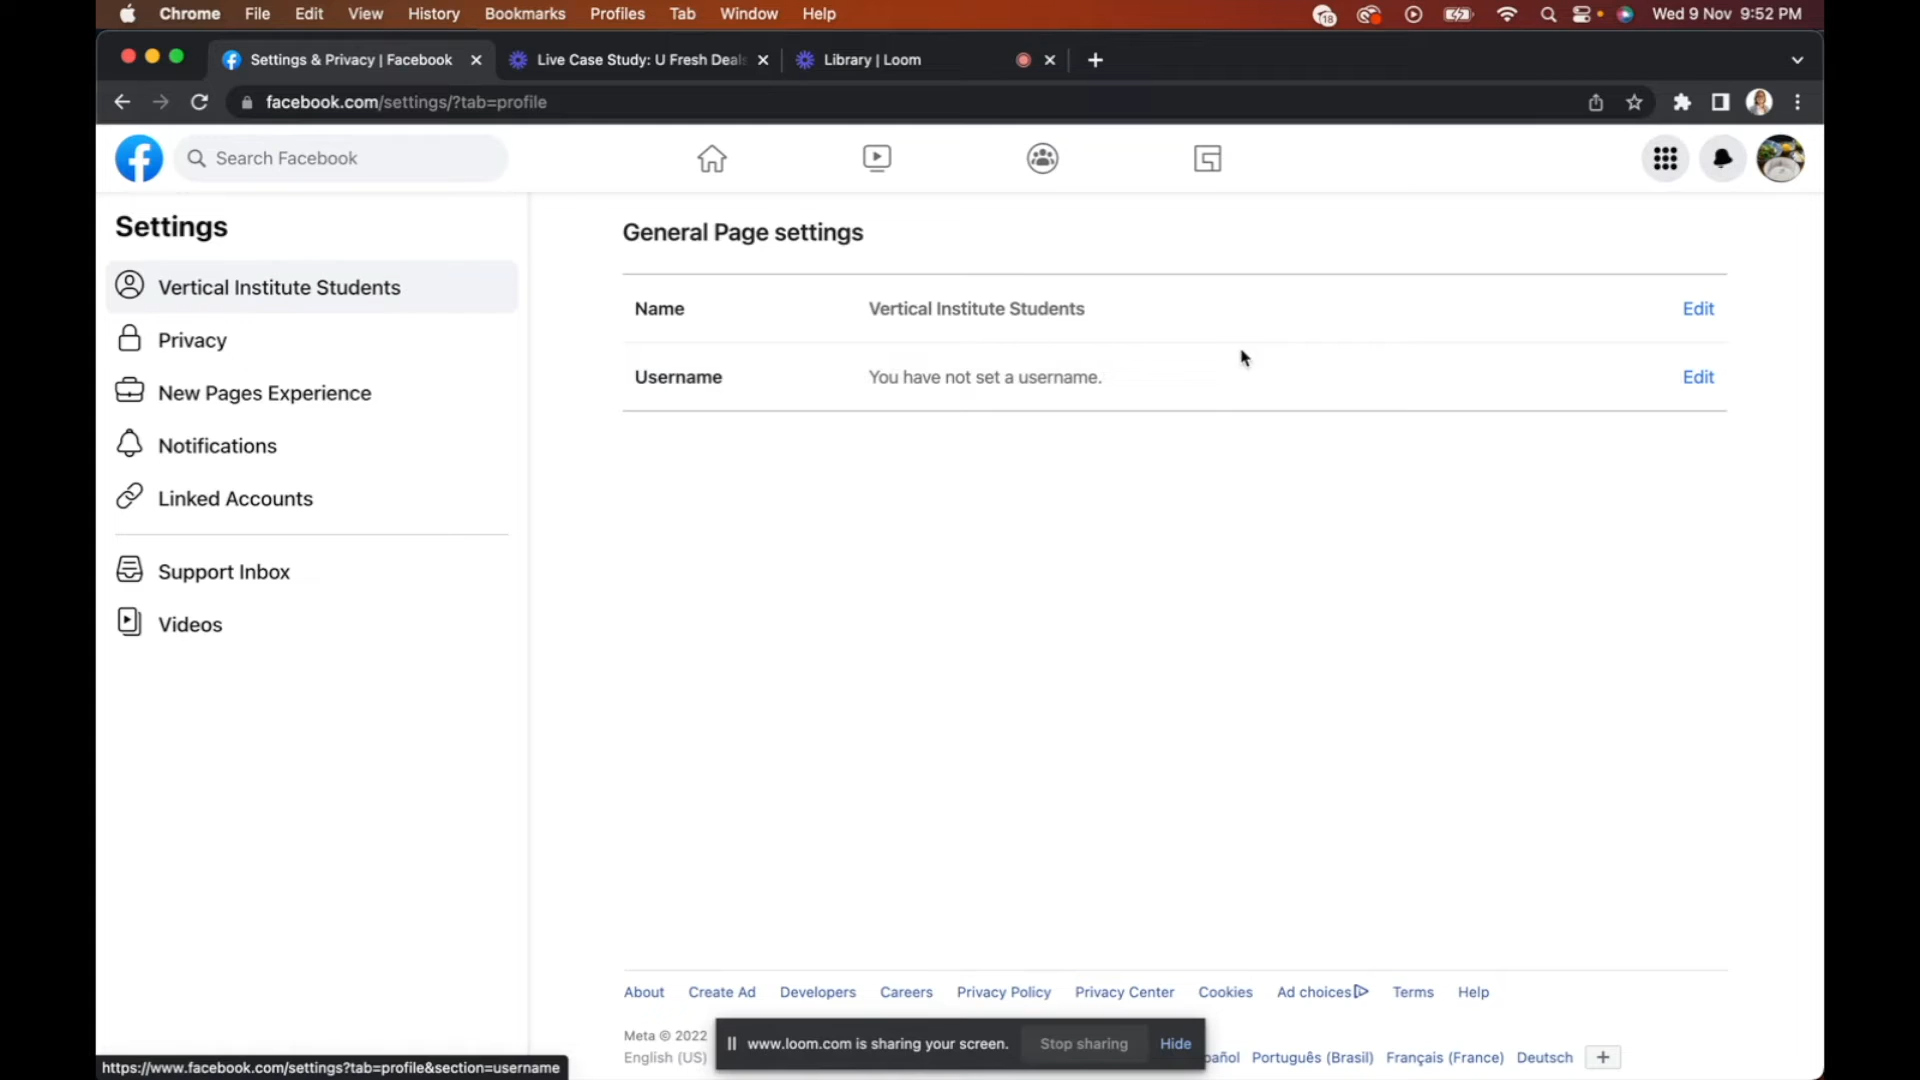 Chrome File Edit View History Bookmarks Profiles Tab Window Help 18 Wed 9 Nov 9:52 PM
Settings & Privacy | Facebook Live Case Study: U Fresh Deals Library | Loom
facebook.com/settings/?tab=profile
Search Facebook
Settings
Vertical Institute Students
Privacy
New Pages Experience
Notifications
Linked Accounts
Support Inbox
Videos
General Page settings
Name Vertical Institute Students Edit
Username You have not set a username. Edit
About Create Ad Developers Careers Privacy Policy Privacy Center Cookies Ad choices Terms Help
Meta © 2022
www.loom.com is sharing your screen. Stop sharing Hide
English (US) pañol Português (Brasil) Français (France) Deutsch
https://www.facebook.com/settings?tab=profile&section=username